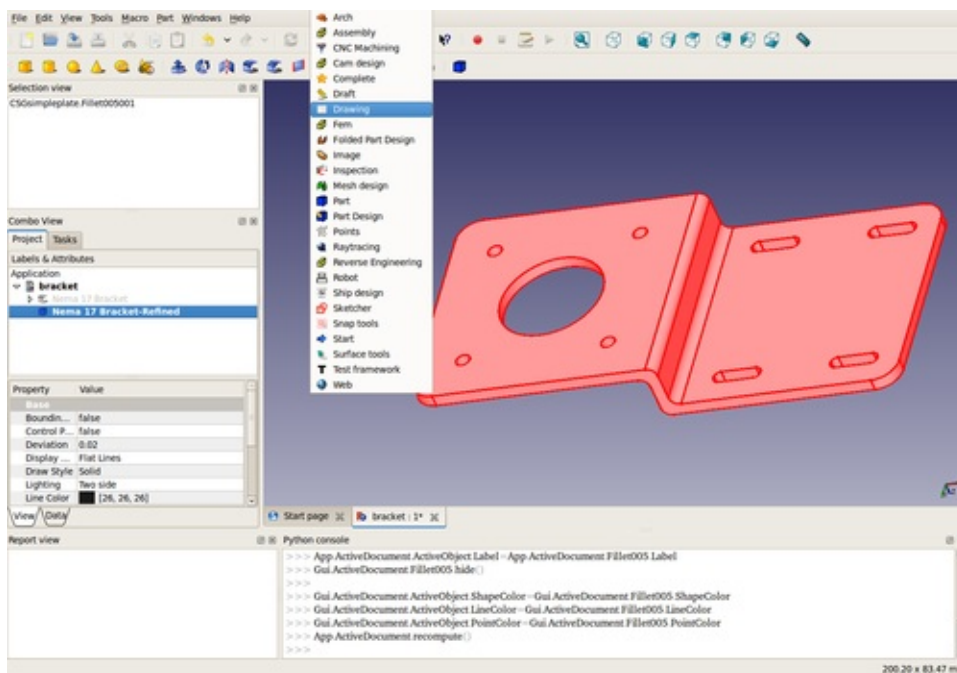 File Edit View Tools Macro Part Windows Help
Arch
Assembly
CNC Machining
Cam design
Complete
Draft
Drawing
Fem
Folded Part Design
Image
Inspection
Mesh design
Part
Part Design
Points
Raytracing
Reverse Engineering
Robot
Ship design
Sketcher
Snap tools
Start
Surface tools
Test framework
Web
Selection view
CSGsimpleplate.Fillet005001
Combo View
Project Tasks
Labels & Attributes
Application
bracket
Nema 17 Bracket
Nema 17 Bracket-Refined
Property Value
Base
Boundin... false
Control P... false
Deviation 0.02
Display ... Flat Lines
Draw Style Solid
Lighting Two side
Line Color [26, 26, 26]
View Data
Start page bracket : 1*
Report view
Python console
>>> App.ActiveDocument.ActiveObject.Label=App.ActiveDocument.Fillet005.Label
>>> Gui.ActiveDocument.Fillet005.hide()
>>>
>>> Gui.ActiveDocument.ActiveObject.ShapeColor=Gui.ActiveDocument.Fillet005.ShapeColor
>>> Gui.ActiveDocument.ActiveObject.LineColor=Gui.ActiveDocument.Fillet005.LineColor
>>> Gui.ActiveDocument.ActiveObject.PointColor=Gui.ActiveDocument.Fillet005.PointColor
>>> App.ActiveDocument.recompute()
>>>
200.20 x 83.47 m